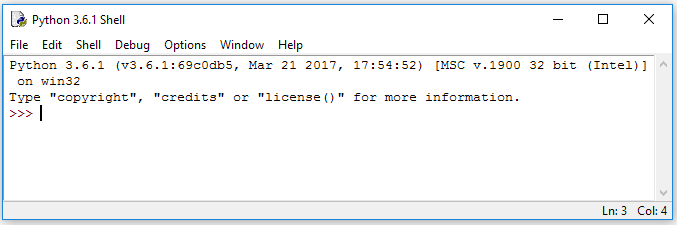 Python 3.6.1 Shell
File Edit Shell Debug Options Window Help
Python 3.6.1 (v3.6.1:69c0db5, Mar 21 2017, 17:54:52) [MSC v.1900 32 bit (Intel)]
on win32
Type "copyright", "credits" or "license()" for more information.
>>>
Ln: 3 Col: 4